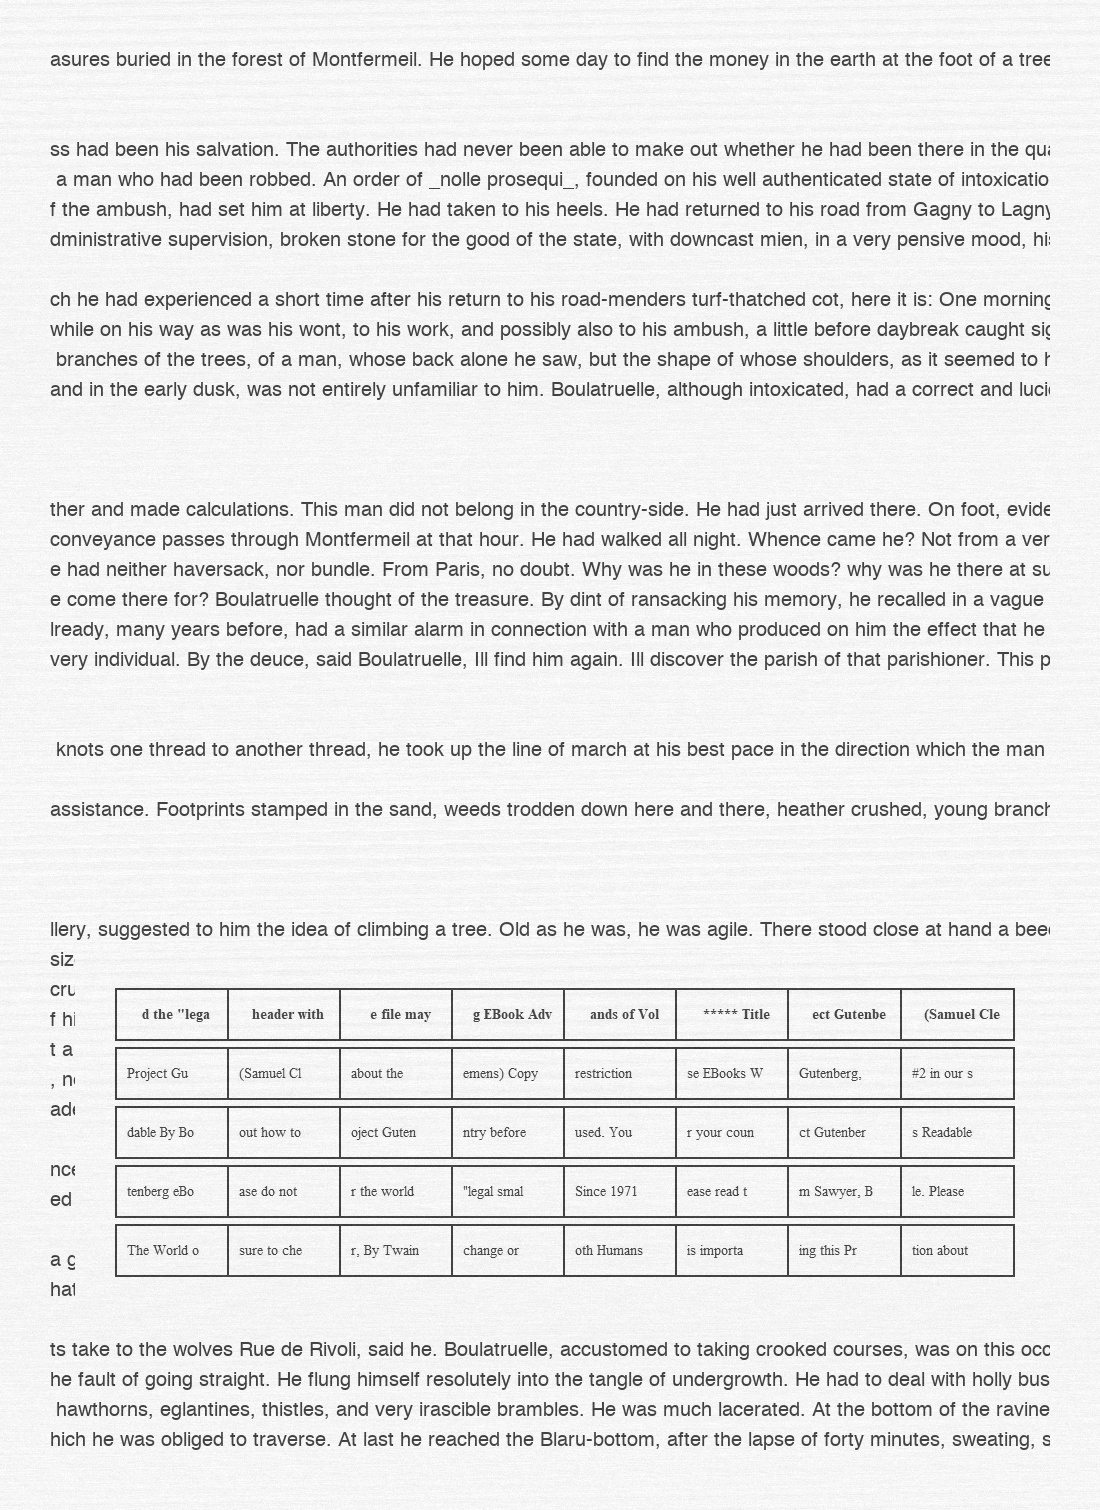 asures buried in the forest of Montfermeil. He hoped some day to find the money in the earth at the foot of a tree
ss had been his salvation. The authorities had never been able to make out whether he had been there in the qua
a man who had been robbed. An order of _nolle prosequi_, founded on his well authenticated state of intoxicatio
f the ambush, had set him at liberty. He had taken to his heels. He had returned to his road from Gagny to Lagny
dministrative supervision, broken stone for the good of the state, with downcast mien, in a very pensive mood, his
ch he had experienced a short time after his return to his road-menders turf-thatched cot, here it is: One morning
while on his way as was his wont, to his work, and possibly also to his ambush, a little before daybreak caught sig
branches of the trees, of a man, whose back alone he saw, but the shape of whose shoulders, as it seemed to h
and in the early dusk, was not entirely unfamiliar to him. Boulatruelle, although intoxicated, had a correct and luci
ther and made calculations. This man did not belong in the country-side. He had just arrived there. On foot, evide
conveyance passes through Montfermeil at that hour. He had walked all night. Whence came he? Not from a ver
e had neither haversack, nor bundle. From Paris, no doubt. Why was he in these woods? why was he there at su
e come there for? Boulatruelle thought of the treasure. By dint of ransacking his memory, he recalled in a vague
lready, many years before, had a similar alarm in connection with a man who produced on him the effect that he
very individual. By the deuce, said Boulatruelle, Ill find him again. Ill discover the parish of that parishioner. This p
knots one thread to another thread, he took up the line of march at his best pace in the direction which the man
assistance. Footprints stamped in the sand, weeds trodden down here and there, heather crushed, young branch
llery, suggested to him the idea of climbing a tree. Old as he was, he was agile. There stood close at hand a bee
siz
cru
f hi
t a
, n
ade
nce
ed
a g
hat
d the "lega header with e file may g EBook Adv ands of Vol ***** Title ect Gutenbe (Samuel Cle
Project Gu (Samuel Cl about the emens) Copy restriction se EBooks W Gutenberg, #2 in our s
dable By Bo out how to oject Guten ntry before used. You r your coun ct Gutenber s Readable
tenberg eBo ase do not r the world "legal smal Since 1971 ease read t m Sawyer, B le. Please
The World o sure to che r, By Twain change or oth Humans is importa ing this Pr tion about
ts take to the wolves Rue de Rivoli, said he. Boulatruelle, accustomed to taking crooked courses, was on this occ
he fault of going straight. He flung himself resolutely into the tangle of undergrowth. He had to deal with holly bus
hawthorns, eglantines, thistles, and very irascible brambles. He was much lacerated. At the bottom of the ravine
hich he was obliged to traverse. At last he reached the Blaru-bottom, after the lapse of forty minutes, sweating, s